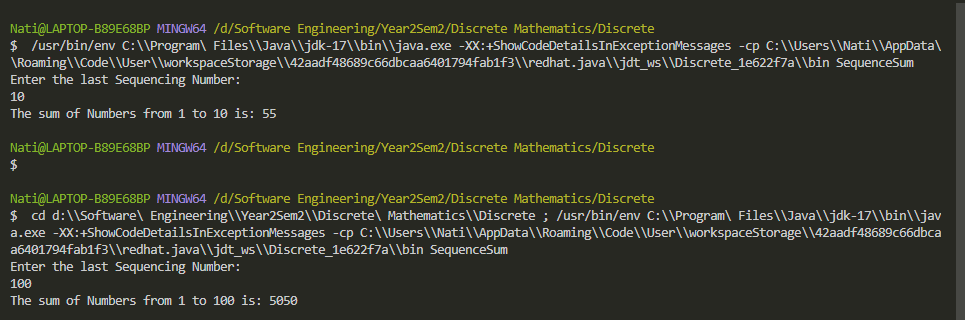 Nati@LAPTOP-B89E68BP MINGW64 /d/Software Engineering/Year2Sem2/Discrete Mathematics/Discrete
$  /usr/bin/env C:\\Program\ Files\\Java\\jdk-17\\bin\\java.exe -XX:+ShowCodeDetailsInExceptionMessages -cp C:\\Users\\Nati\\AppData\
\Roaming\\Code\\User\\workspaceStorage\\42aadf48689c66dbcaa6401794fab1f3\\redhat.java\\jdt_ws\\Discrete_1e622f7a\\bin SequenceSum
Enter the last Sequencing Number:
10
The sum of Numbers from 1 to 10 is: 55
Nati@LAPTOP-B89E68BP MINGW64 /d/Software Engineering/Year2Sem2/Discrete Mathematics/Discrete
$
Nati@LAPTOP-B89E68BP MINGW64 /d/Software Engineering/Year2Sem2/Discrete Mathematics/Discrete
$  cd d:\\Software\ Engineering\\Year2Sem2\\Discrete\ Mathematics\\Discrete ; /usr/bin/env C:\\Program\ Files\\Java\\jdk-17\\bin\\jav
a.exe -XX:+ShowCodeDetailsInExceptionMessages -cp C:\\Users\\Nati\\AppData\\Roaming\\Code\\User\\workspaceStorage\\42aadf48689c66dbca
a6401794fab1f3\\redhat.java\\jdt_ws\\Discrete_1e622f7a\\bin SequenceSum
Enter the last Sequencing Number:
100
The sum of Numbers from 1 to 100 is: 5050